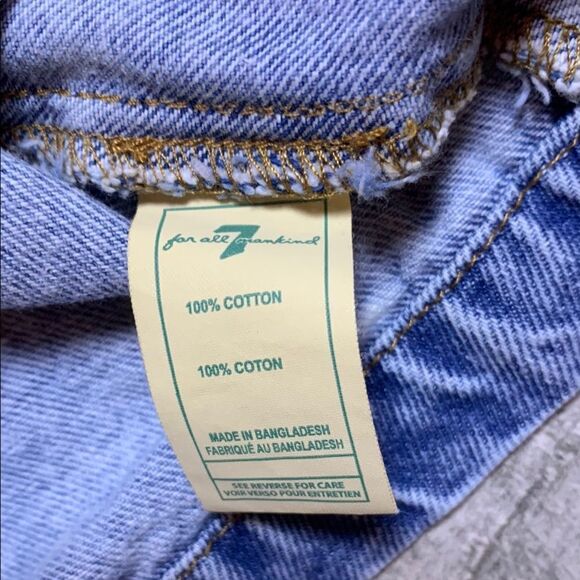 for all 7 mankind
100% COTTON
100% COTON
MADE IN BANGLADESH
FABRIQUÉ AU BANGLADESH
SEE REVERSE FOR CARE
VOIR VERSO POUR ENTRETIEN